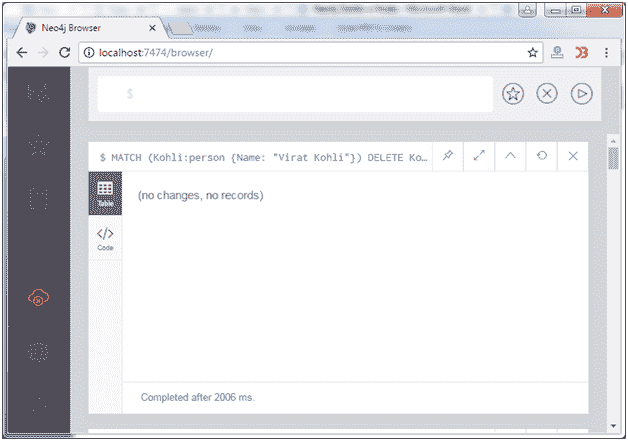 Neo4j Browser
localhost:7474/browser/
$
$ MATCH (Kohli:person {Name: "Virat Kohli"}) DELETE Ko…
Table
(no changes, no records)
</>
Code
Completed after 2006 ms.